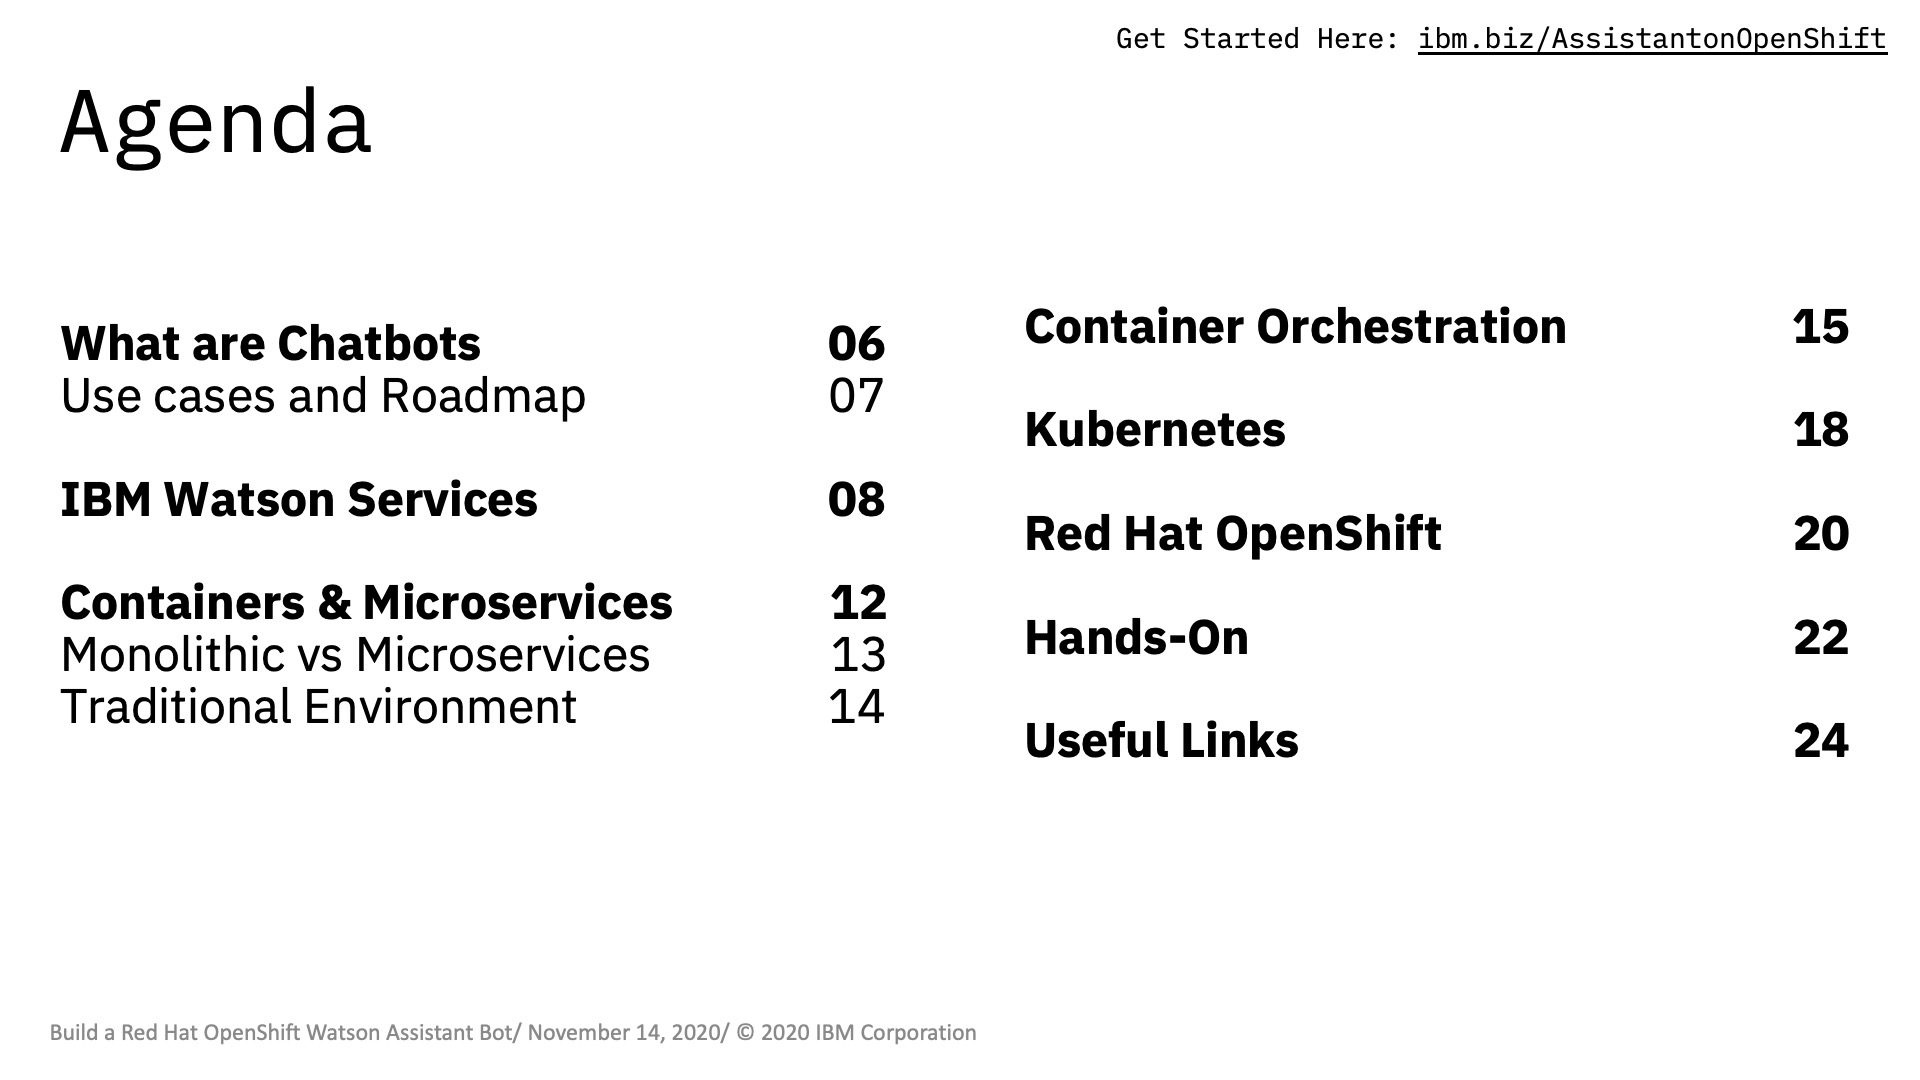 Get Started Here: ibm.biz/AssistantonOpenShift
Agenda
What are Chatbots 06
Use cases and Roadmap 07
IBM Watson Services 08
Containers & Microservices 12
Monolithic vs Microservices 13
Traditional Environment 14
Container Orchestration 15
Kubernetes 18
Red Hat OpenShift 20
Hands-On 22
Useful Links 24
Build a Red Hat OpenShift Watson Assistant Bot/ November 14, 2020/ © 2020 IBM Corporation